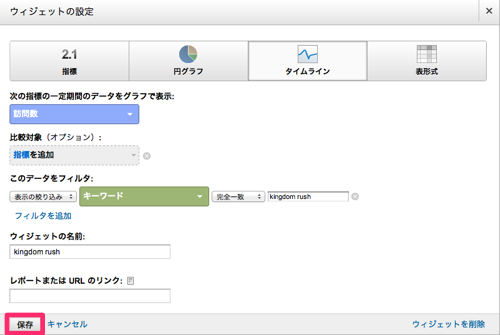 ウィジェットの設定
×
2.1
指標
円グラフ
タイムライン
表形式
次の指標の一定期間のデータをグラフで表示:
訪問数
比較対象（オプション）:
指標を追加
このデータをフィルタ:
表示の絞り込み キーワード 完全一致 kingdom rush
フィルタを追加
ウィジェットの名前:
kingdom rush
レポートまたは URL のリンク:
保存 キャンセル ウィジェットを削除